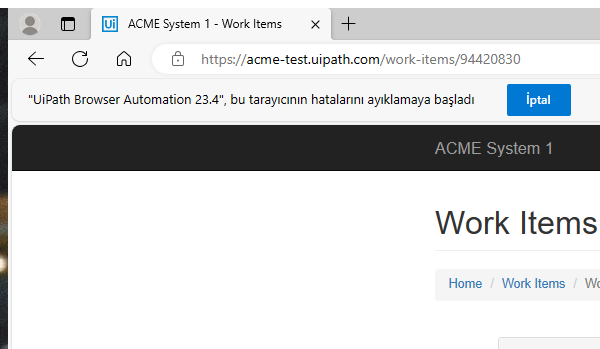 Ui ACME System 1 - Work Items
https://acme-test.uipath.com/work-items/94420830
"UiPath Browser Automation 23.4", bu tarayıcının hatalarını ayıklamaya başladı İptal
ACME System 1
Work Items
Home / Work Items /